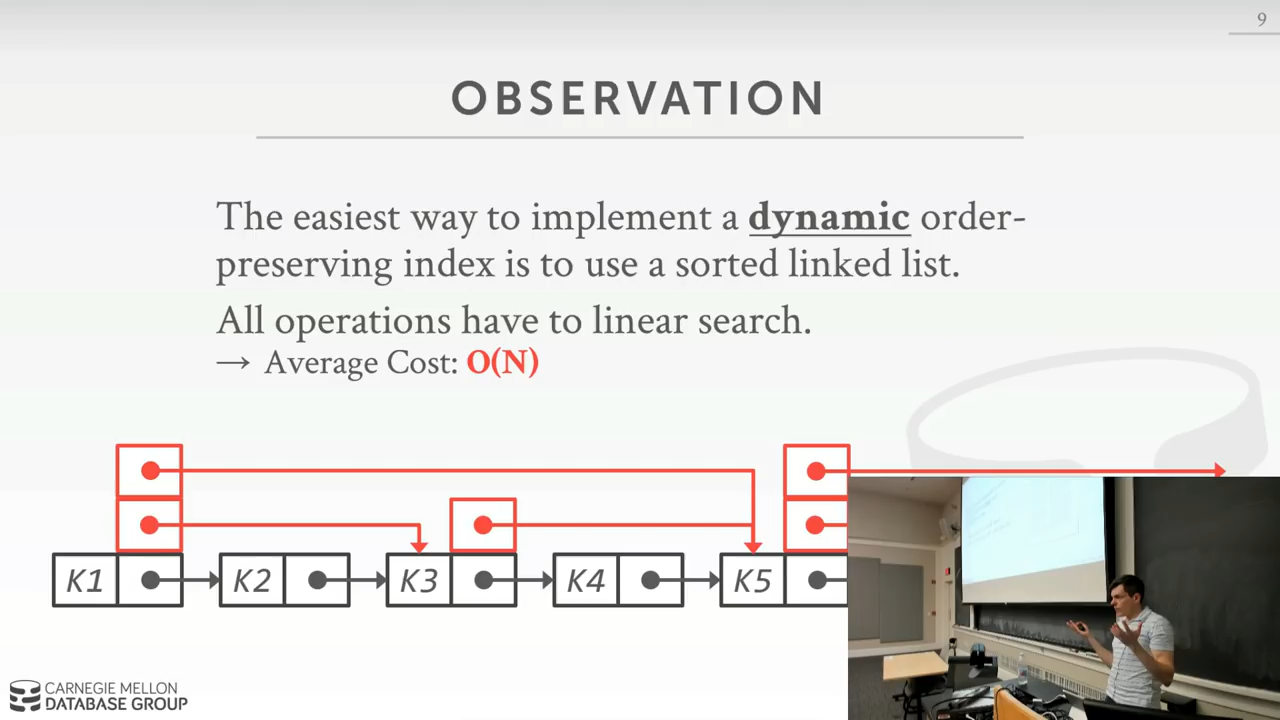 9
OBSERVATION
The easiest way to implement a dynamic order-
preserving index is to use a sorted linked list.
All operations have to linear search.
→ Average Cost: O(N)
K1 K2 K3 K4 K5
CARNEGIE MELLON
DATABASE GROUP